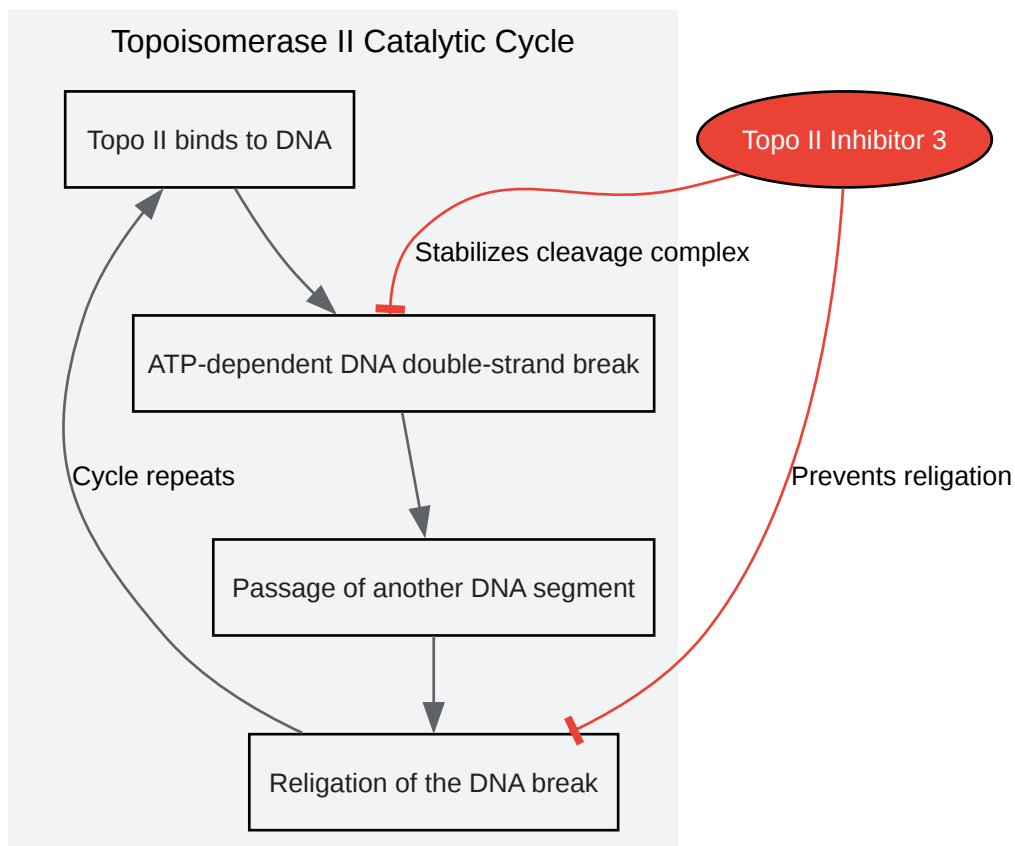 Topoisomerase II Catalytic Cycle
Topo II binds to DNA
Topo II Inhibitor 3
Stabilizes cleavage complex
ATP-dependent DNA double-strand break
Cycle repeats
Prevents religation
Passage of another DNA segment
Religation of the DNA break